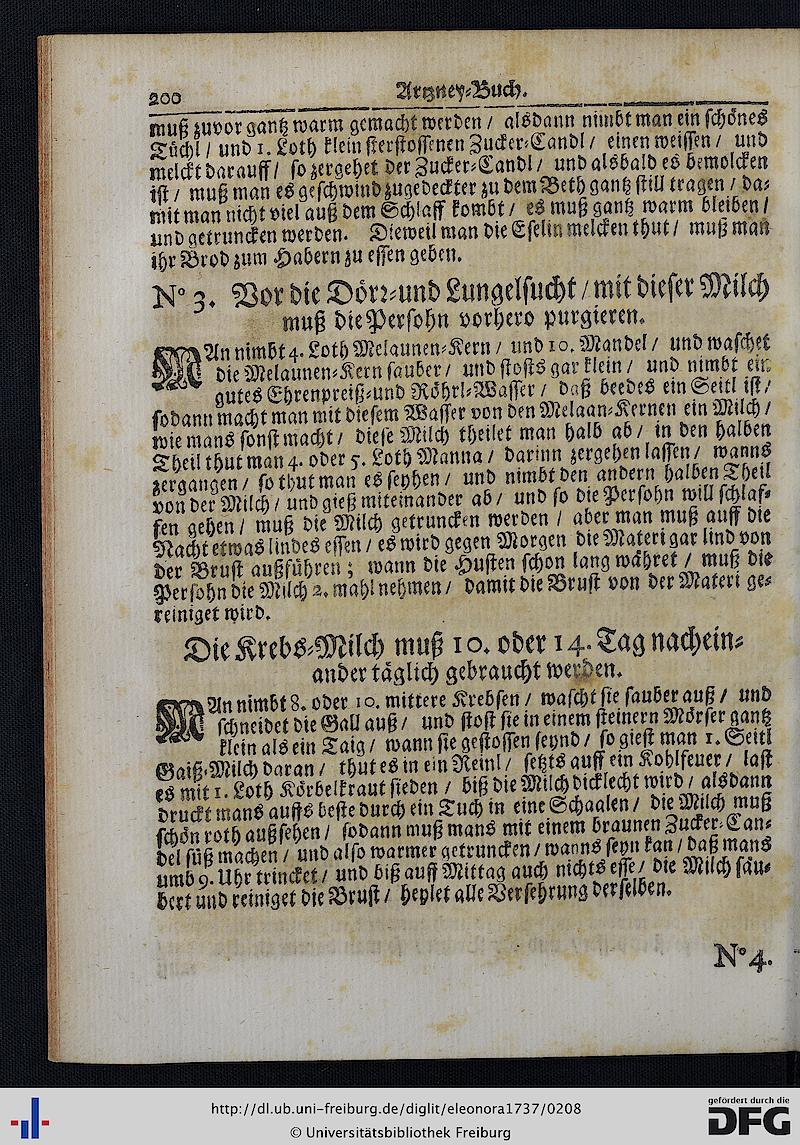 200
Artzney-Buch.
muß zuvor gantz warm gemacht werden / alsdann nimbt man ein schönes
Tüchl / und 1. Loth klein sterstossenen Zucker-Candl / einen weissen / und
melckt darauff / so zergehet der Zucker-Candl / und alsbald es bemolcken
ist / muß man es geschwind zugedeckter zu dem Beth gantz still tragen / da-
mit man nicht viel auß dem Schlaff kombt / es muß gantz warm bleiben /
und getruncken werden. Dieweil man die Eselin melcken thut / muß man
ihr Brod zum Habern zu essen geben.
No 3. Vor die Dörr-und Lungelsucht / mit dieser Milch
muß die Persohn vorhero purgieren.
MAn nimbt 4. Loth Melaunen-Kern / und 10. Mandel / und waschet
die Melaunen-Kern sauber / und stosts gar klein / und nimbt ein
gutes Ehrenpreiß-und Röhrl-Wasser / daß beedes ein Seitl ist /
sodann macht man mit diesem Wasser von den Melaan-Kernen ein Milch /
wie mans sonst macht / diese Milch theilet man halb ab / in den halben
Theil thut man 4. oder 5. Loth Manna / darinn zergehen lassen / wanns
zergangen / so thut man es seyhen / und nimbt den andern halben Theil
von der Milch / und gieß miteinander ab / und so die Persohn will schlaf-
fen gehen / muß die Milch getruncken werden / aber man muß auff die
Nacht etwas lindes essen / es wird gegen Morgen die Materi gar lind von
der Brust außführen ; wann die Husten schon lang währet / muß die
Persohn die Milch 2. mahl nehmen / damit die Brust von der Materi ge-
reiniget wird.
Die Krebs-Milch muß 10. oder 14. Tag nachein-
ander täglich gebraucht werden.
MAn nimbt 8. oder 10. mittere Krebsen / wascht sie sauber auß / und
schneidet die Gall auß / und stost sie in einem steinern Mörser gantz
klein als ein Taig / wann sie gestossen seynd / so giest man 1. Seitl
Gaiß-Milch daran / thut es in ein Reinl / setzts auff ein Kohlfeuer / last
es mit 1. Loth Körbelkraut sieden / biß die Milch dicklecht wird / alsdann
druckt mans auffs beste durch ein Tuch in eine Schaalen / die Milch muß
schön roth außsehen / sodann muß mans mit einem braunen Zucker-Can-
del süß machen / und also warmer getruncken / wanns seyn kan / daß mans
umb 9. Uhr trincket / und biß auff Mittag auch nichts esse / die Milch säu-
bert und reiniget die Brust / heylet alle Versehrung derselben.
No 4.
http://dl.ub.uni-freiburg.de/diglit/eleonora1737/0208
© Universitätsbibliothek Freiburg
gefördert durch die
DFG